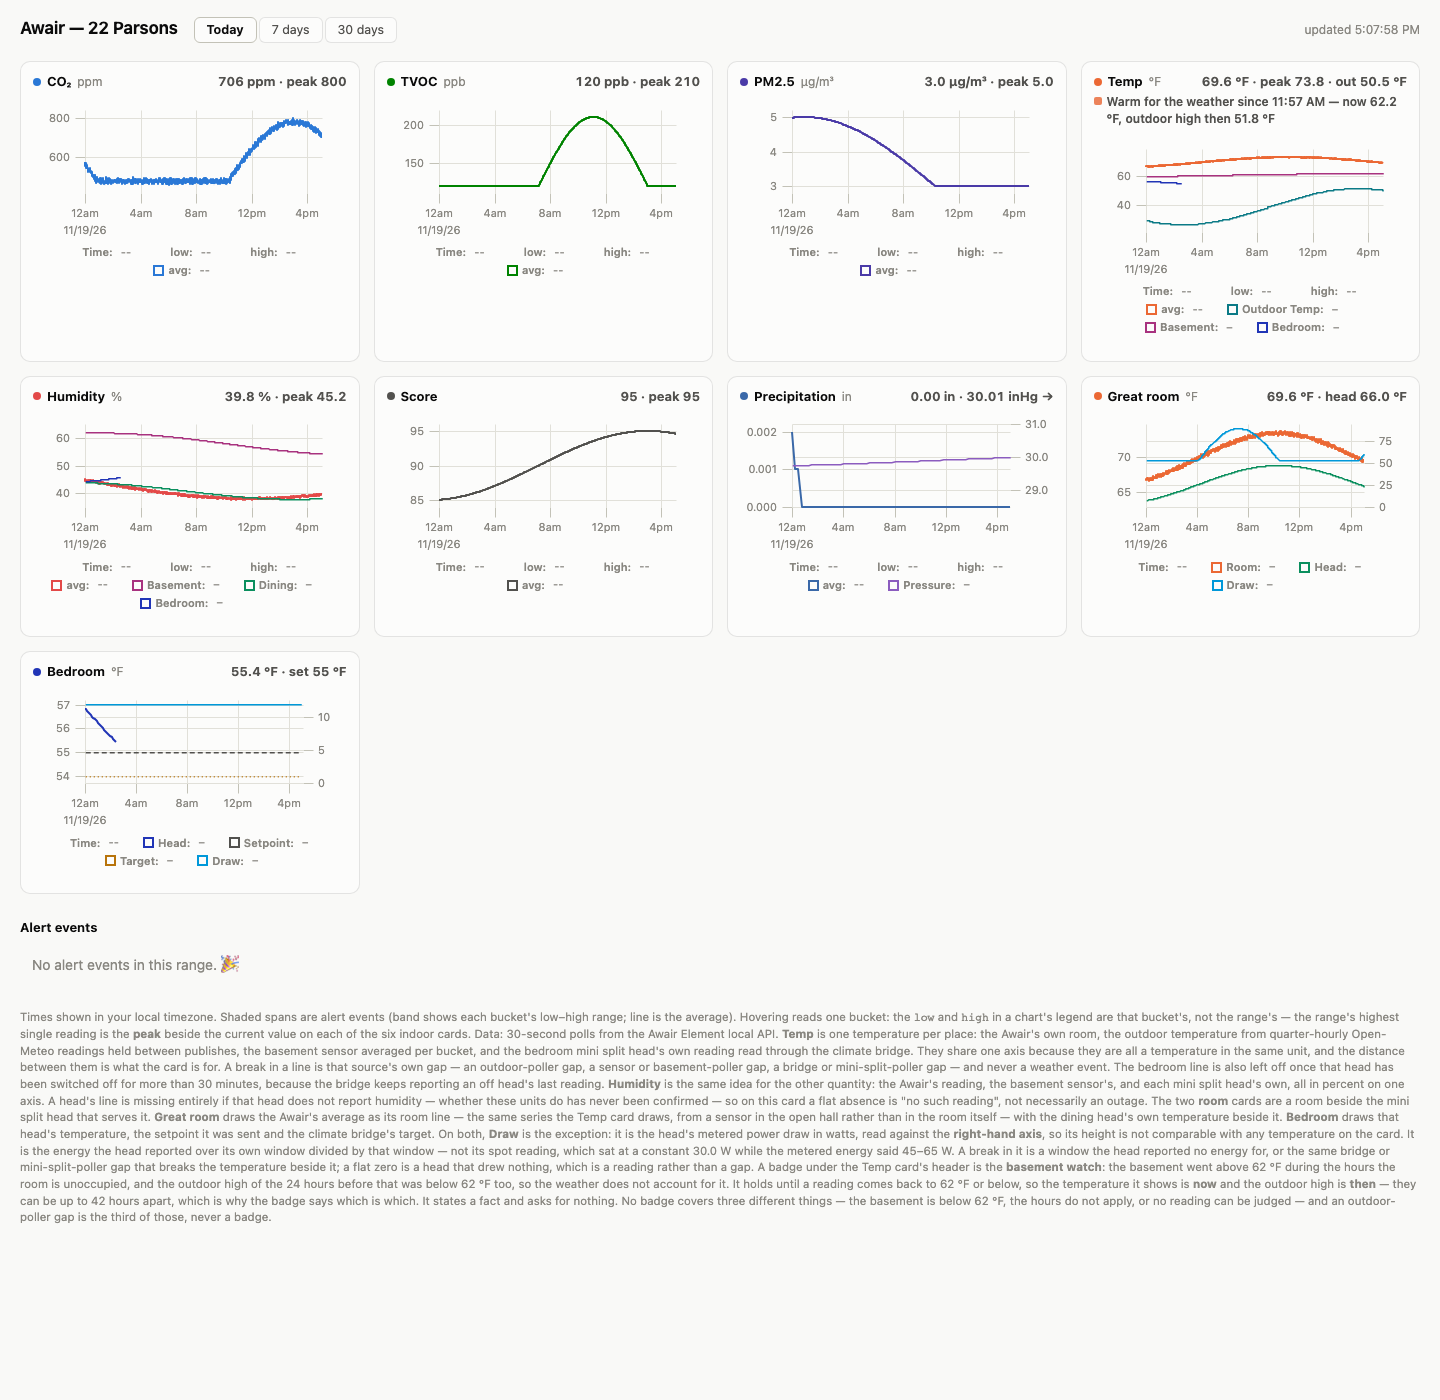 Awair — 22 Parsons
Today
7 days
30 days
updated 5:07:58 PM
CO₂ ppm
706 ppm · peak 800
800
600
12am 4am 8am 12pm 4pm
11/19/26
Time: -- low: -- high: --
avg: --
TVOC ppb
120 ppb · peak 210
200
150
12am 4am 8am 12pm 4pm
11/19/26
Time: -- low: -- high: --
avg: --
PM2.5 µg/m³
3.0 µg/m³ · peak 5.0
5
4
3
12am 4am 8am 12pm 4pm
11/19/26
Time: -- low: -- high: --
avg: --
Temp °F
69.6 °F · peak 73.8 · out 50.5 °F
Warm for the weather since 11:57 AM — now 62.2
°F, outdoor high then 51.8 °F
60
40
12am 4am 8am 12pm 4pm
11/19/26
Time: -- low: -- high: --
avg: -- Outdoor Temp: –
Basement: – Bedroom: –
Humidity %
39.8 % · peak 45.2
60
50
40
12am 4am 8am 12pm 4pm
11/19/26
Time: -- low: -- high: --
avg: -- Basement: – Dining: –
Bedroom: –
Score
95 · peak 95
95
90
85
12am 4am 8am 12pm 4pm
11/19/26
Time: -- low: -- high: --
avg: --
Precipitation in
0.00 in · 30.01 inHg →
0.002 31.0
0.001 30.0
0.000 29.0
12am 4am 8am 12pm 4pm
11/19/26
Time: -- low: -- high: --
avg: -- Pressure: –
Great room °F
69.6 °F · head 66.0 °F
70
65
75
50
25
0
12am 4am 8am 12pm 4pm
11/19/26
Time: -- Room: – Head: –
Draw: –
Bedroom °F
55.4 °F · set 55 °F
57
56
55
54
10
5
0
12am 4am 8am 12pm 4pm
11/19/26
Time: -- Head: – Setpoint: –
Target: – Draw: –
Alert events
No alert events in this range. 🎉
Times shown in your local timezone. Shaded spans are alert events (band shows each bucket's low–high range; line is the average). Hovering reads one bucket: the low and high in a chart's legend are that bucket's, not the range's — the range's highest
single reading is the peak beside the current value on each of the six indoor cards. Data: 30-second polls from the Awair Element local API. Temp is one temperature per place: the Awair's own room, the outdoor temperature from quarter-hourly Open-
Meteo readings held between publishes, the basement sensor averaged per bucket, and the bedroom mini split head's own reading read through the climate bridge. They share one axis because they are all a temperature in the same unit, and the distance
between them is what the card is for. A break in a line is that source's own gap — an outdoor-poller gap, a sensor or basement-poller gap, a bridge or mini-split-poller gap — and never a weather event. The bedroom line is also left off once that head has
been switched off for more than 30 minutes, because the bridge keeps reporting an off head's last reading. Humidity is the same idea for the other quantity: the Awair's reading, the basement sensor's, and each mini split head's own, all in percent on one
axis. A head's line is missing entirely if that head does not report humidity — whether these units do has never been confirmed — so on this card a flat absence is "no such reading", not necessarily an outage. The two room cards are a room beside the mini
split head that serves it. Great room draws the Awair's average as its room line — the same series the Temp card draws, from a sensor in the open hall rather than in the room itself — with the dining head's own temperature beside it. Bedroom draws that
head's temperature, the setpoint it was sent and the climate bridge's target. On both, Draw is the exception: it is the head's metered power draw in watts, read against the right-hand axis, so its height is not comparable with any temperature on the card. It
is the energy the head reported over its own window divided by that window — not its spot reading, which sat at a constant 30.0 W while the metered energy said 45–65 W. A break in it is a window the head reported no energy for, or the same bridge or
mini-split-poller gap that breaks the temperature beside it; a flat zero is a head that drew nothing, which is a reading rather than a gap. A badge under the Temp card's header is the basement watch: the basement went above 62 °F during the hours the
room is unoccupied, and the outdoor high of the 24 hours before that was below 62 °F too, so the weather does not account for it. It holds until a reading comes back to 62 °F or below, so the temperature it shows is now and the outdoor high is then — they
can be up to 42 hours apart, which is why the badge says which is which. It states a fact and asks for nothing. No badge covers three different things — the basement is below 62 °F, the hours do not apply, or no reading can be judged — and an outdoor-
poller gap is the third of those, never a badge.